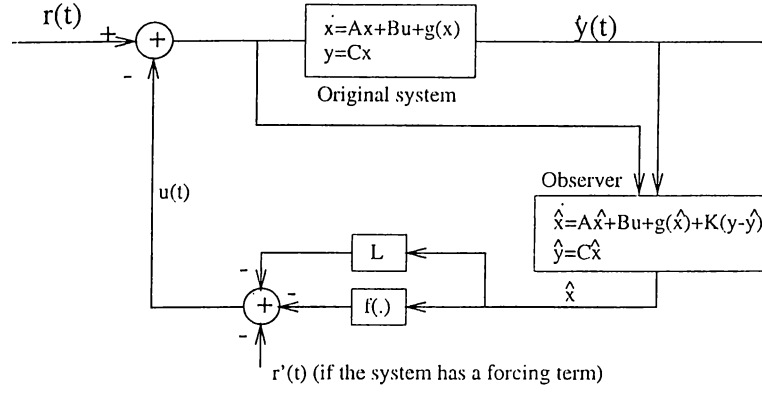 r(t)
+
+
-
ẋ=Ax+Bu+g(x)
y=Cx
Original system
y(t)
u(t)
Observer
x̂̇=Ax̂+Bu+g(x̂)+K(y-ŷ)
ŷ=Cx̂
L
-
-
+
f(.)
x̂
-
r'(t) (if the system has a forcing term)